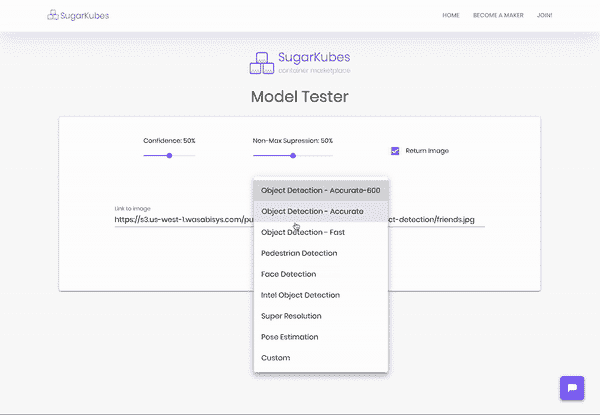 SugarKubes
HOME BECOME A MAKER JOIN!
SugarKubes
container marketplace
Model Tester
Confidence: 50%
Non-Max Supression: 50%
Return Image
Object Detection - Accurate-600
Object Detection - Accurate
Link to image
https://s3.us-west-1.wasabisys.com/pu
ct-detection/friends.jpg
Object Detection - Fast
Pedestrian Detection
Face Detection
Intel Object Detection
Super Resolution
Pose Estimation
Custom